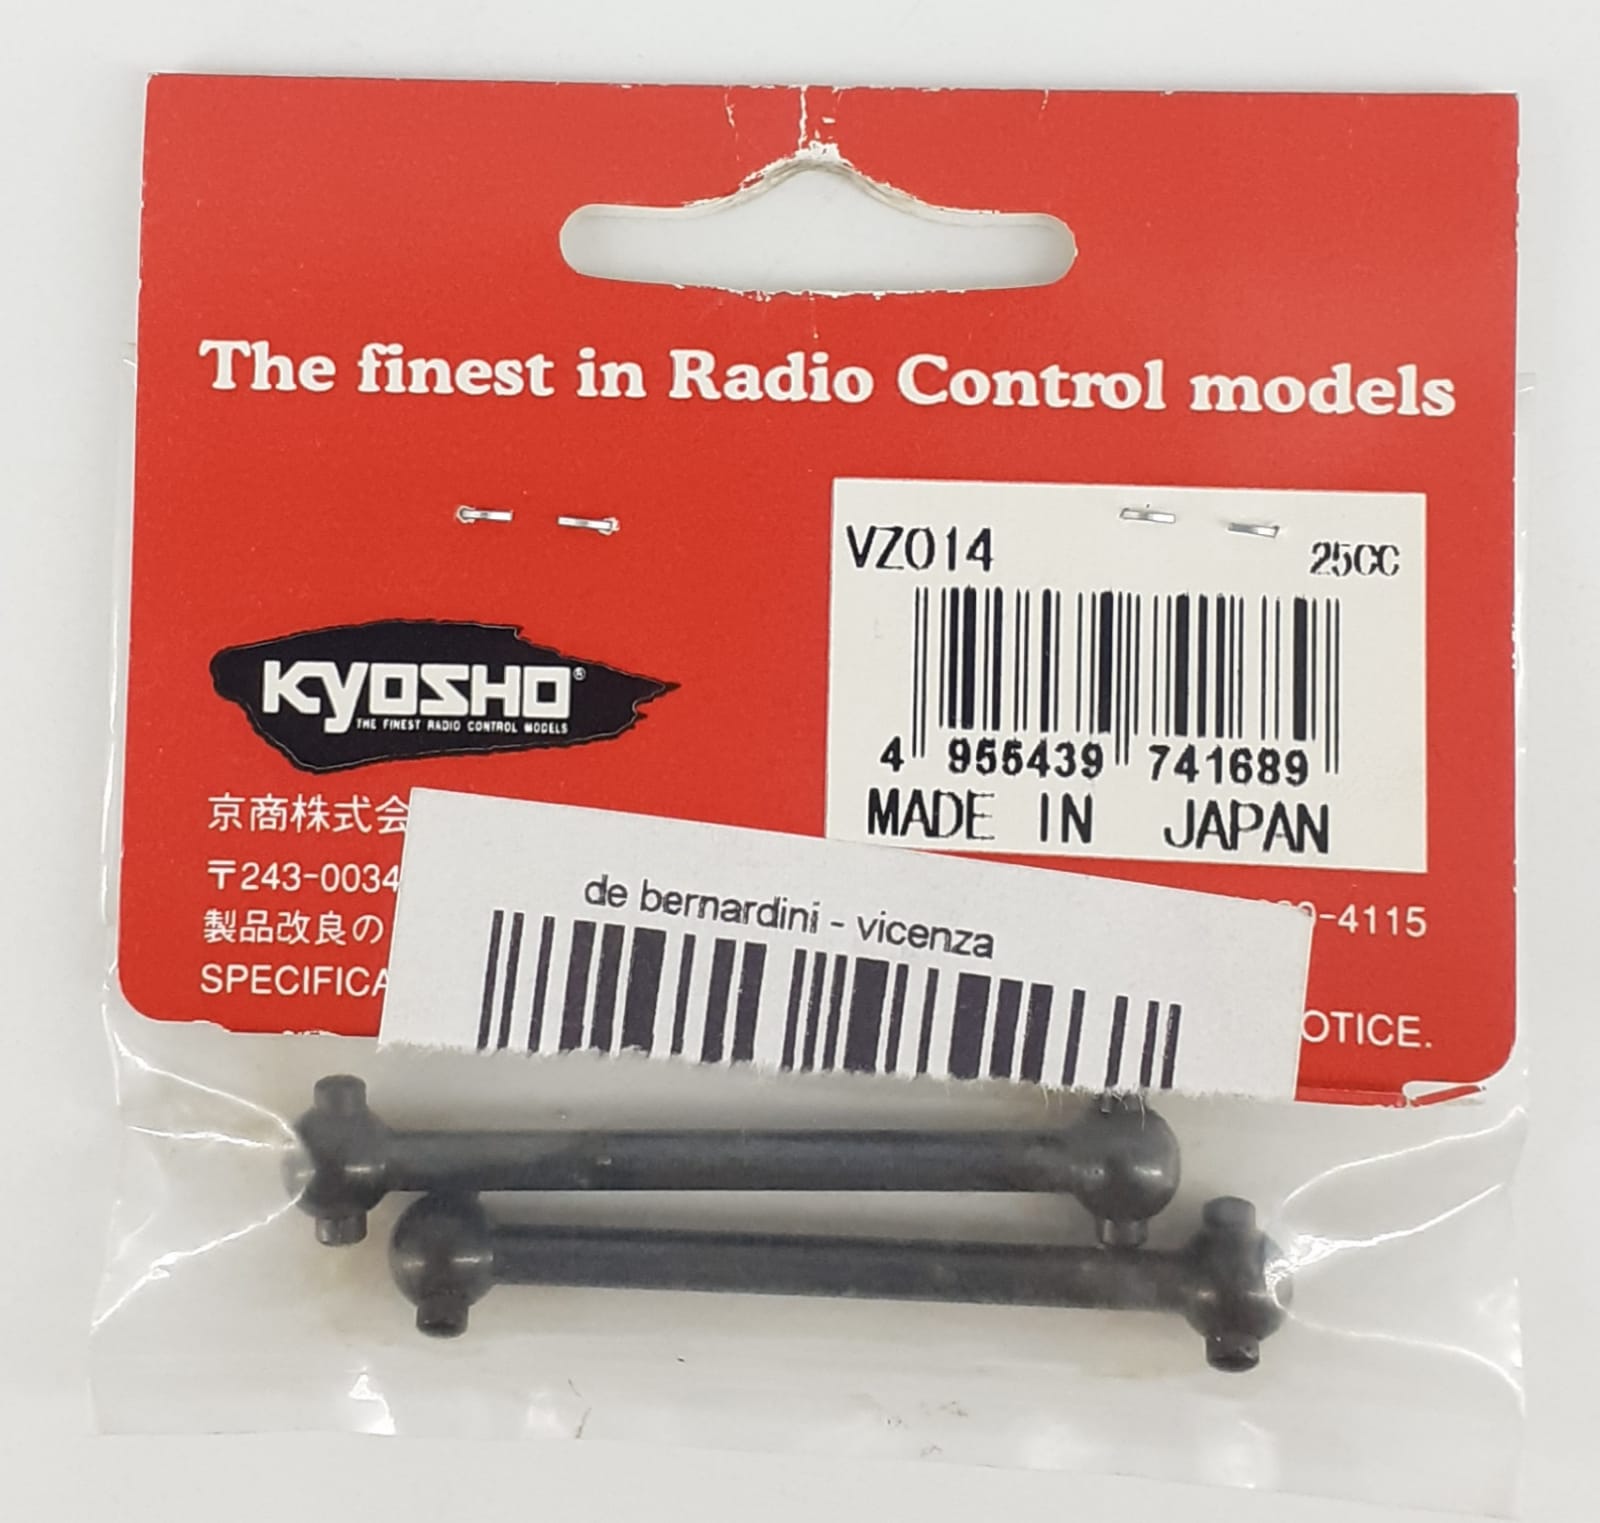 The finest in Radio Control models
VZ014 25CC
4 955439 741689
MADE IN JAPAN
KYOSHO®
THE FINEST RADIO CONTROL MODELS
京商株式会
〒243-0034
-4115
製品改良の
SPECIFICA
OTICE.
de bernardini - vicenza